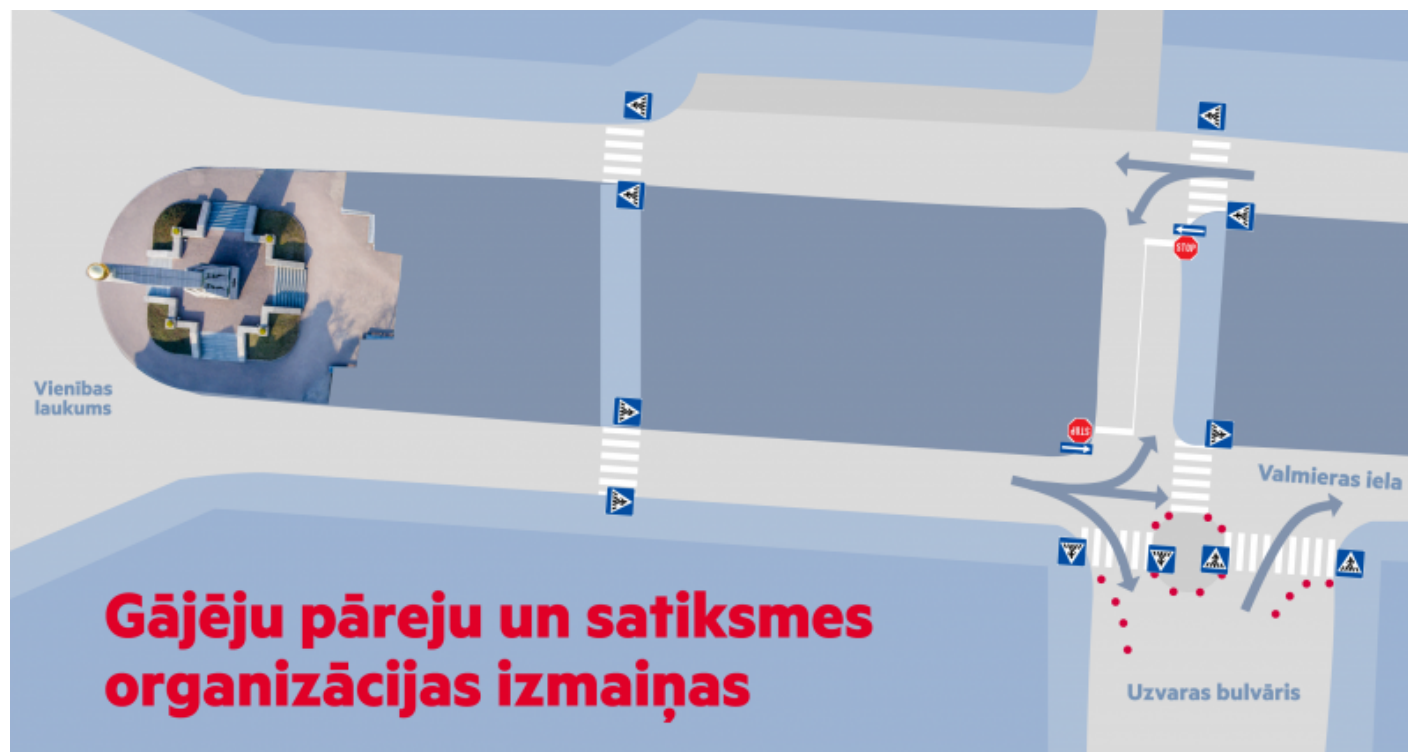 STOP
Vienības
laukums
STOP
Valmieras iela
Gājēju pāreju un satiksmes
organizācijas izmaiņas
Uzvaras bulvāris